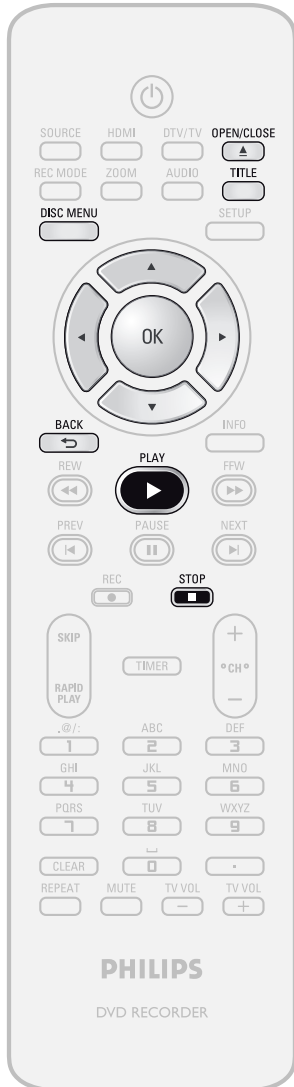 SOURCE HDMI DTV/TV OPEN/CLOSE
REC MODE ZOOM AUDIO TITLE
DISC MENU SETUP
OK
BACK INFO
REW PLAY FFW
PREV PAUSE NEXT
REC STOP
SKIP +
TIMER CH
RAPID
PLAY −
.@/: ABC DEF
1 2 3
GHI JKL MNO
4 5 6
PQRS TUV WXYZ
7 8 9
CLEAR 0 .
REPEAT MUTE TV VOL TV VOL
− +
PHILIPS
DVD RECORDER